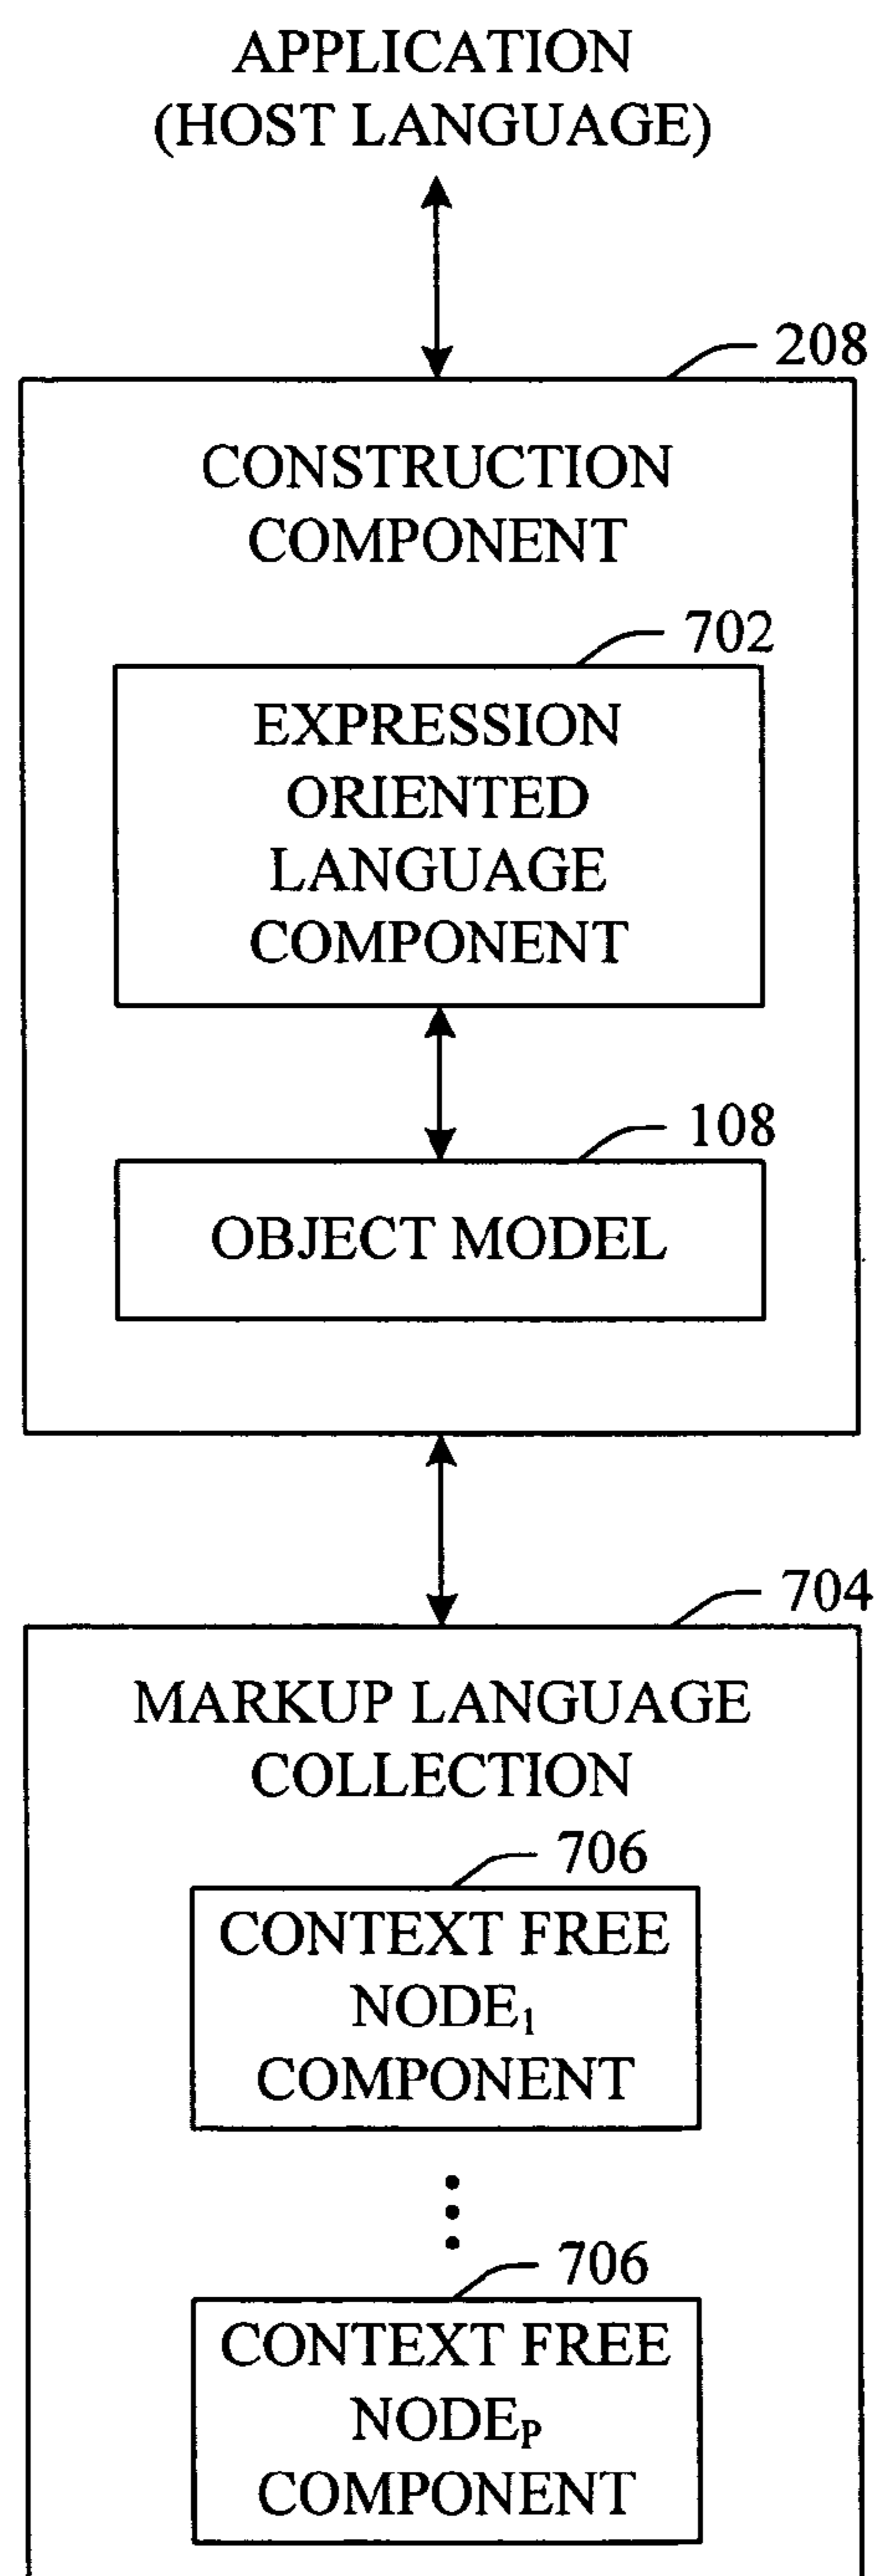 APPLICATION
(HOST LANGUAGE)
208
CONSTRUCTION
COMPONENT
702
EXPRESSION
ORIENTED
LANGUAGE
COMPONENT
108
OBJECT MODEL
704
MARKUP LANGUAGE
COLLECTION
706
CONTEXT FREE
NODE₁
COMPONENT
706
CONTEXT FREE
NODEₚ
COMPONENT